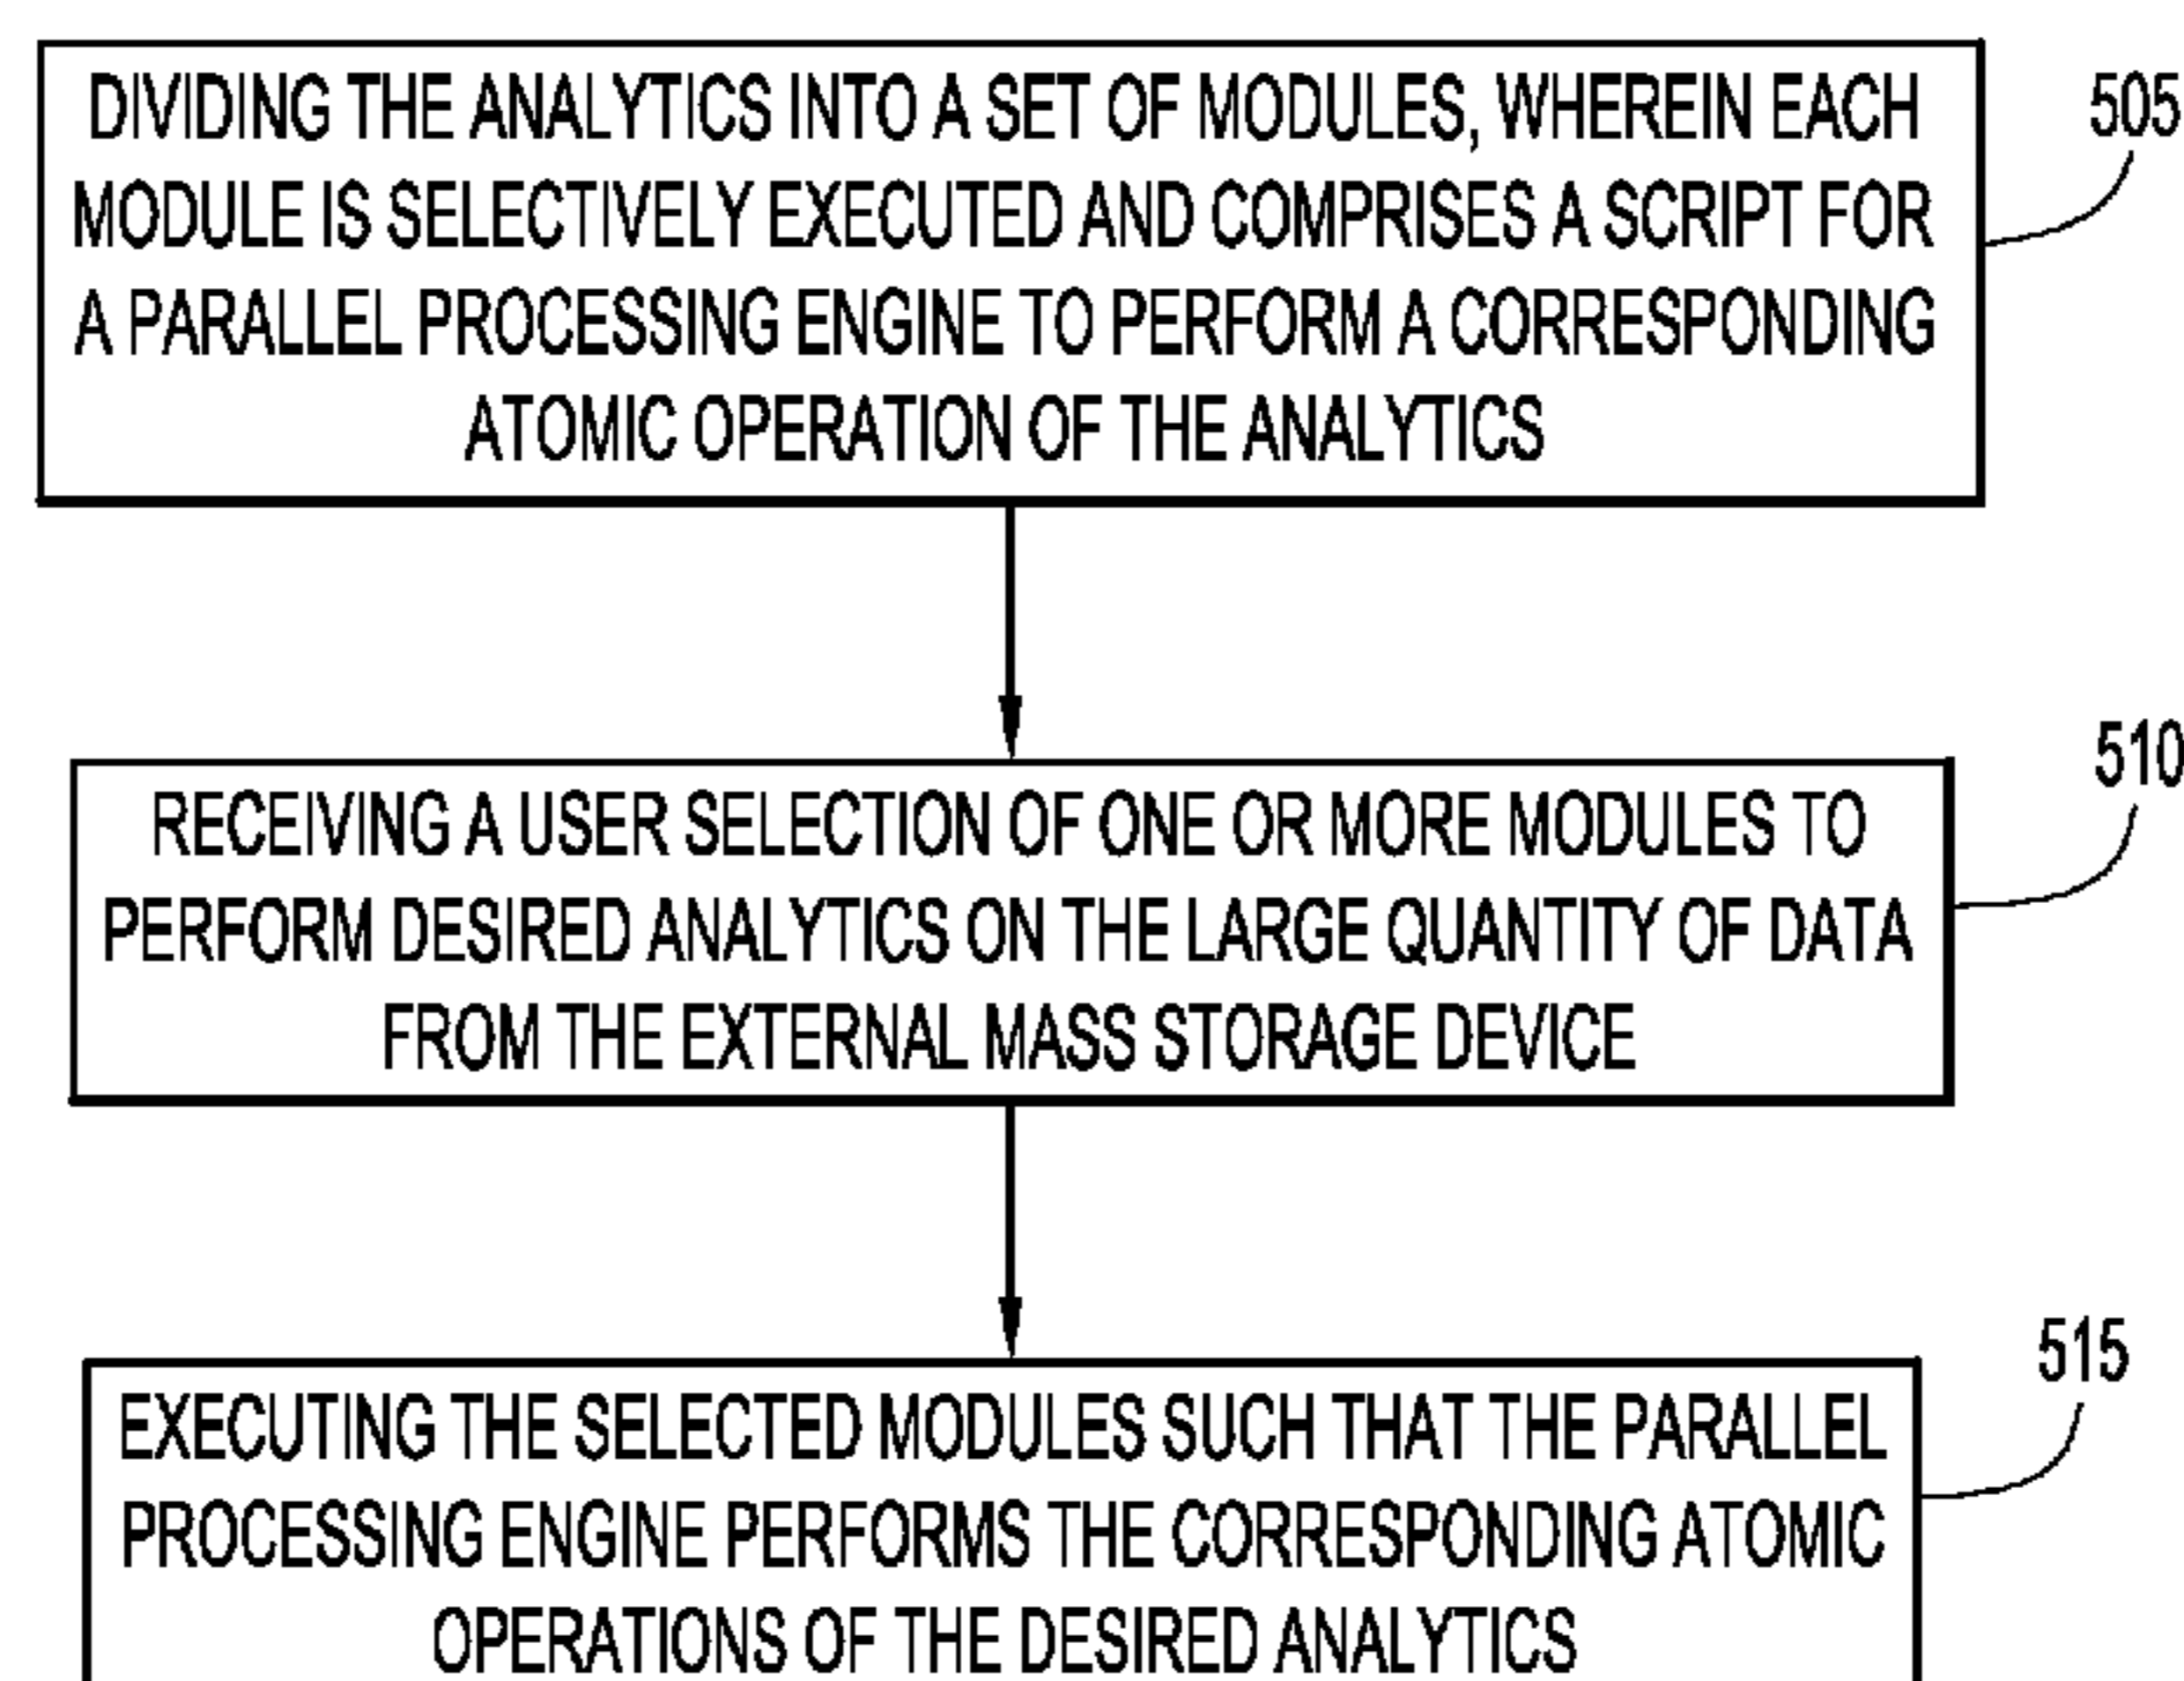 DIVIDING THE ANALYTICS INTO A SET OF MODULES, WHEREIN EACH
MODULE IS SELECTIVELY EXECUTED AND COMPRISES A SCRIPT FOR
A PARALLEL PROCESSING ENGINE TO PERFORM A CORRESPONDING
ATOMIC OPERATION OF THE ANALYTICS
505
RECEIVING A USER SELECTION OF ONE OR MORE MODULES TO
PERFORM DESIRED ANALYTICS ON THE LARGE QUANTITY OF DATA
FROM THE EXTERNAL MASS STORAGE DEVICE
510
EXECUTING THE SELECTED MODULES SUCH THAT THE PARALLEL
PROCESSING ENGINE PERFORMS THE CORRESPONDING ATOMIC
OPERATIONS OF THE DESIRED ANALYTICS
515